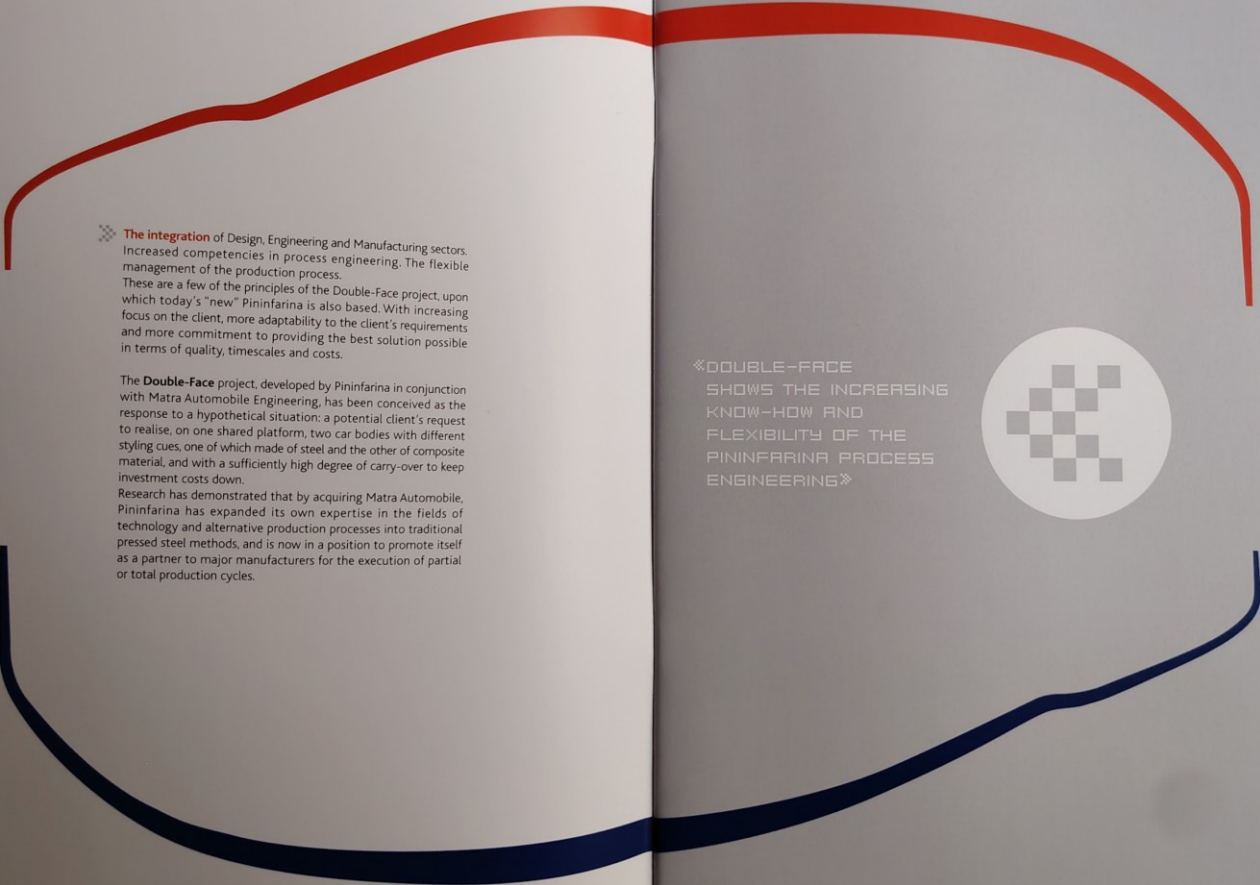 The integration of Design, Engineering and Manufacturing sectors.
Increased competencies in process engineering. The flexible
management of the production process.
These are a few of the principles of the Double-Face project, upon
which today's "new" Pininfarina is also based. With increasing
focus on the client, more adaptability to the client's requirements
and more commitment to providing the best solution possible
in terms of quality, timescales and costs.
The Double-Face project, developed by Pininfarina in conjunction
with Matra Automobile Engineering, has been conceived as the
response to a hypothetical situation: a potential client's request
to realise, on one shared platform, two car bodies with different
styling cues, one of which made of steel and the other of composite
material, and with a sufficiently high degree of carry-over to keep
investment costs down.
Research has demonstrated that by acquiring Matra Automobile,
Pininfarina has expanded its own expertise in the fields of
technology and alternative production processes into traditional
pressed steel methods, and is now in a position to promote itself
as a partner to major manufacturers for the execution of partial
or total production cycles.
«DOUBLE-FACE
SHOWS THE INCREASING
KNOW-HOW AND
FLEXIBILITY OF THE
PININFARINA PROCESS
ENGINEERING»